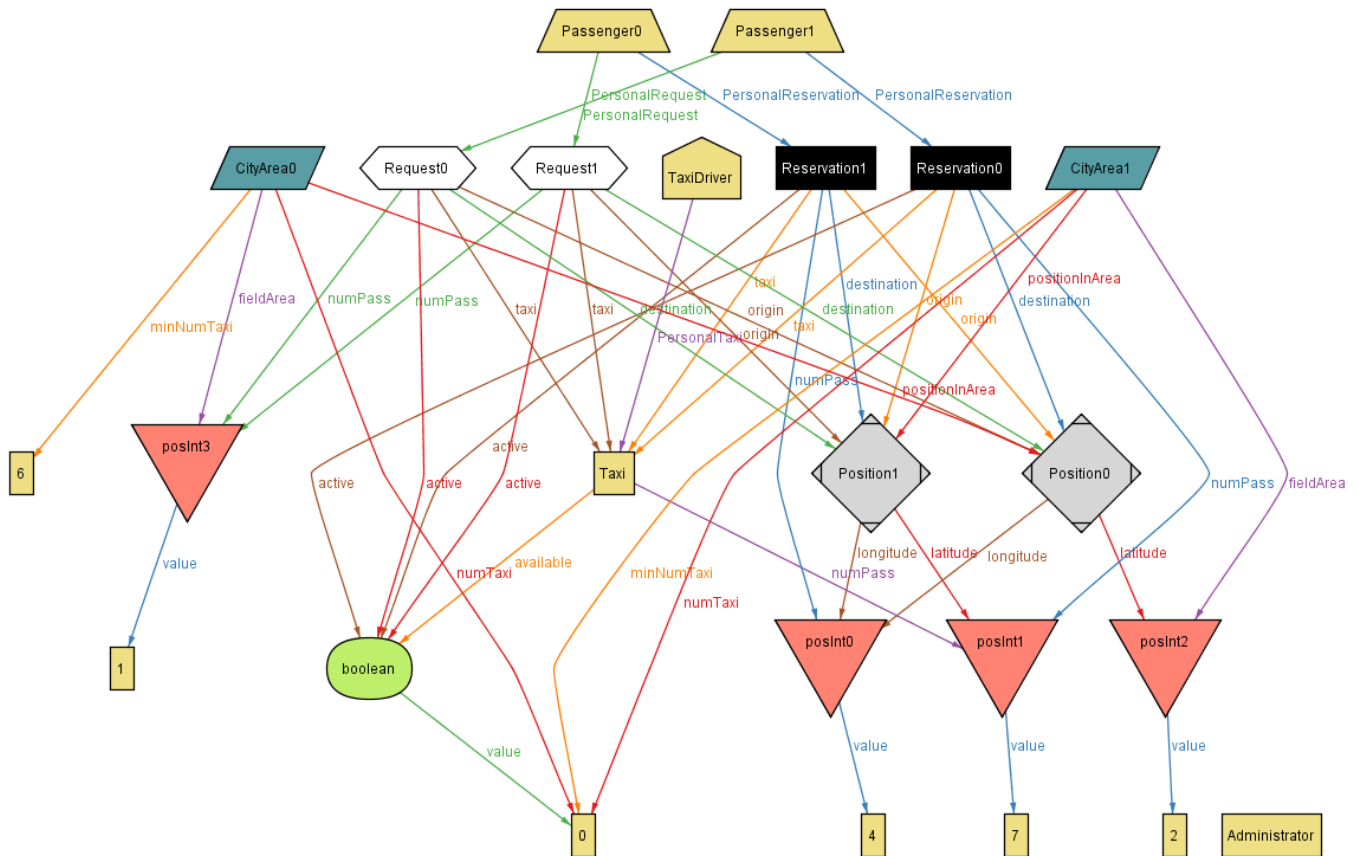 Passenger0 Passenger1
PersonalRequest PersonalReservation PersonalReservation
PersonalRequest
CityArea0 Request0 Request1 TaxiDriver Reservation1 Reservation0 CityArea1
positionInArea
fieldArea numPass numPass taxi destination destination
minNumTaxi taxi taxi destination origin destination origin
PersonalTaxi origin taxi origin
numPass positionInArea
active
6 posInt3 Taxi Position1 Position0
active active active numPass fieldArea
value available longitude latitude longitude latitude
numTaxi minNumTaxi numPass
numTaxi
1 boolean posInt0 posInt1 posInt2
value value value value
0 4 7 2 Administrator